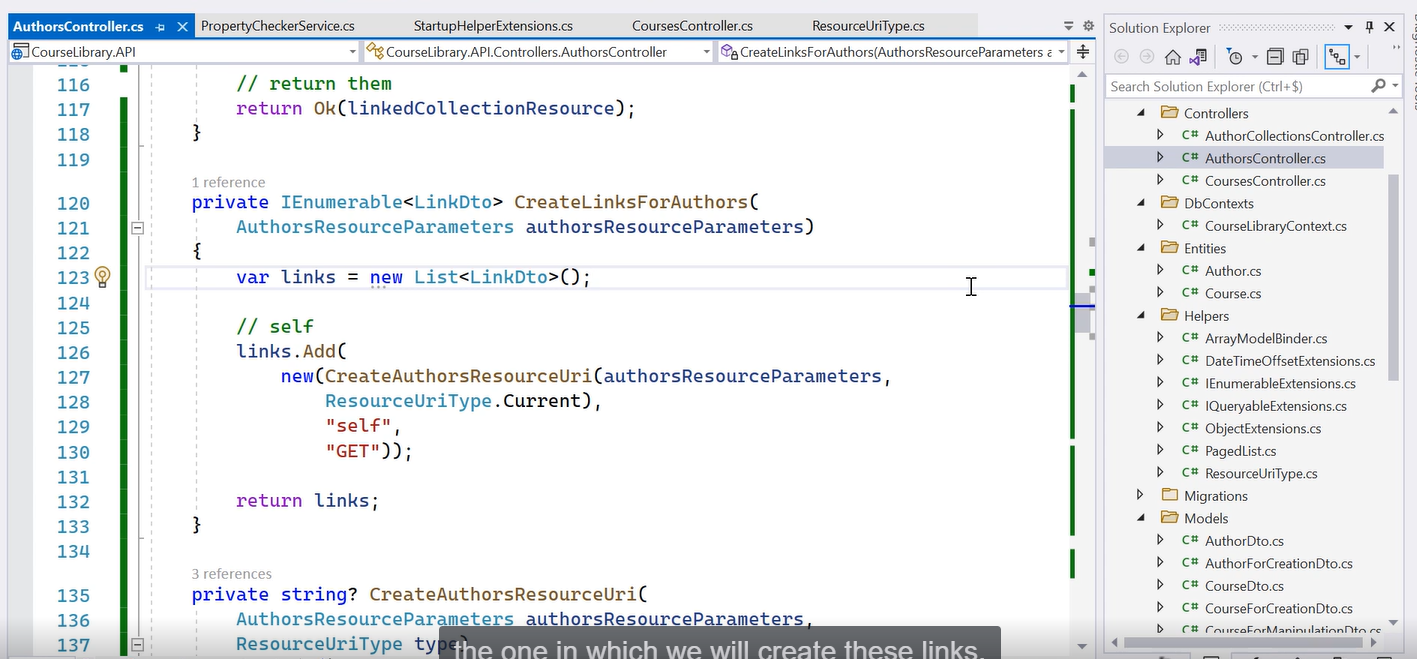 AuthorsController.cs
PropertyCheckerService.cs
StartupHelperExtensions.cs
CoursesController.cs
ResourceUriType.cs
CourseLibrary.API
CourseLibrary.API.Controllers.AuthorsController
CreateLinksForAuthors(AuthorsResourceParameters a
116 // return them
117 return Ok(linkedCollectionResource);
118 }
119
1 reference
120 private IEnumerable<LinkDto> CreateLinksForAuthors(
121 AuthorsResourceParameters authorsResourceParameters)
122 {
123 var links = new List<LinkDto>();
124
125 // self
126 links.Add(
127 new(CreateAuthorsResourceUri(authorsResourceParameters,
128 ResourceUriType.Current),
129 "self",
130 "GET"));
131
132 return links;
133 }
134
3 references
135 private string? CreateAuthorsResourceUri(
136 AuthorsResourceParameters authorsResourceParameters,
137 ResourceUriType type)
the one in which we will create these links.
Solution Explorer
Search Solution Explorer (Ctrl+$)
Controllers
C# AuthorCollectionsController.cs
C# AuthorsController.cs
C# CoursesController.cs
DbContexts
C# CourseLibraryContext.cs
Entities
C# Author.cs
C# Course.cs
Helpers
C# ArrayModelBinder.cs
C# DateTimeOffsetExtensions.cs
C# IEnumerableExtensions.cs
C# IQueryableExtensions.cs
C# ObjectExtensions.cs
C# PagedList.cs
C# ResourceUriType.cs
Migrations
Models
C# AuthorDto.cs
C# AuthorForCreationDto.cs
C# CourseDto.cs
C# CourseForCreationDto.cs
C# CourseForManipulationDto.cs